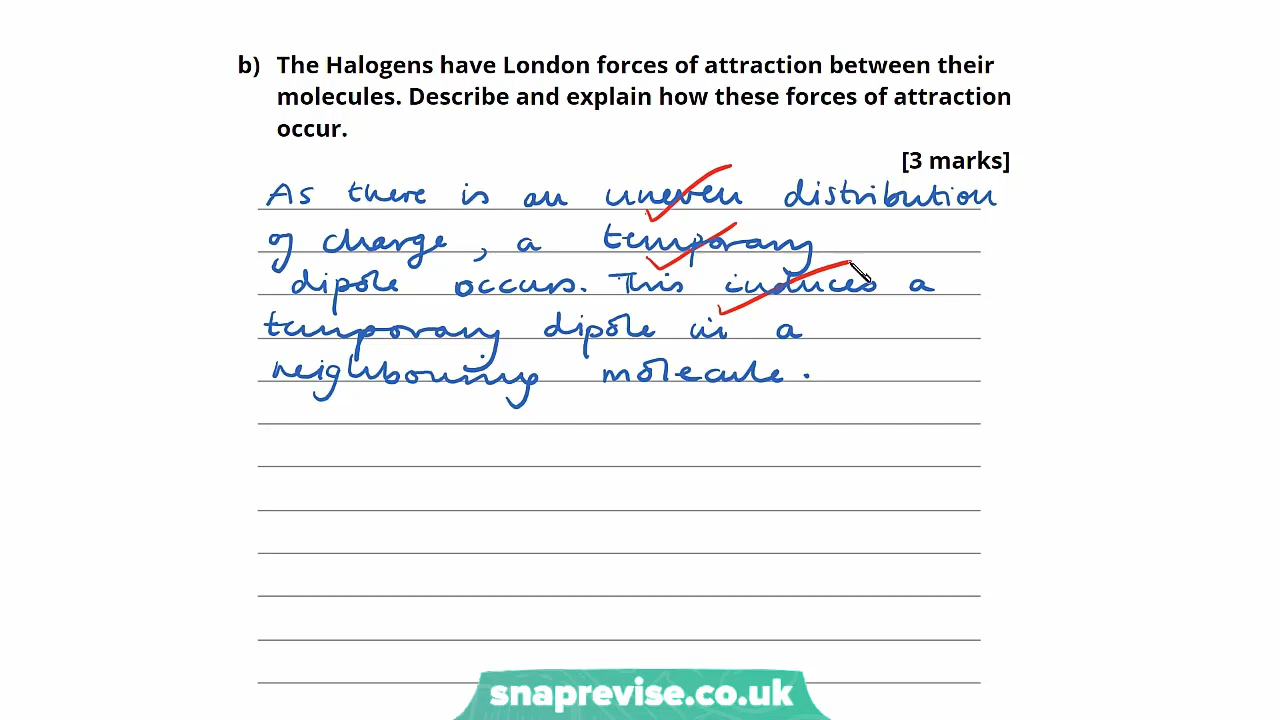 b) The Halogens have London forces of attraction between their
molecules. Describe and explain how these forces of attraction
occur.
[3 marks]
As there is an uneven distribution
of charge, a temporary
dipole occurs. This induces a
temporary dipole in a
neighbouring molecule.
snaprevise.co.uk